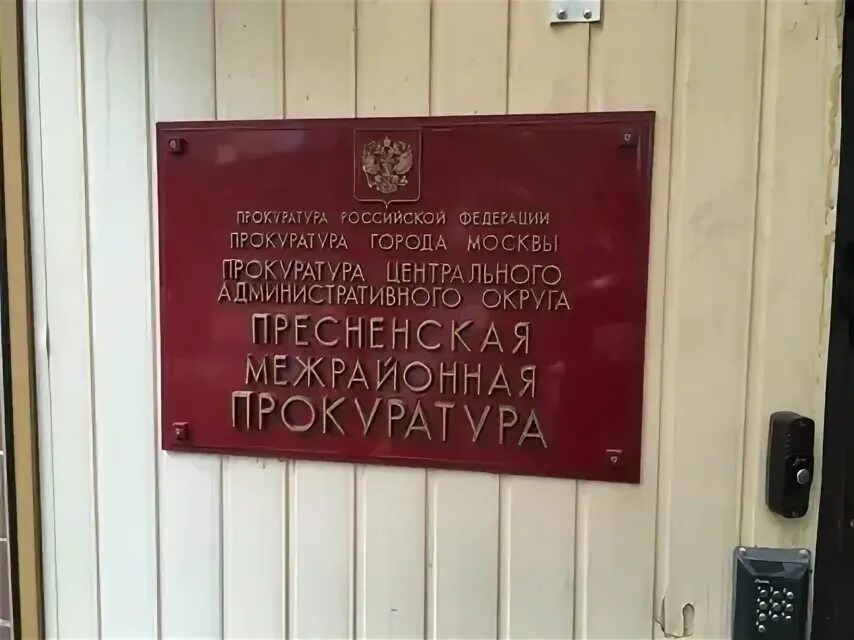 ПРОКУРАТУРА РОССИЙСКОЙ ФЕДЕРАЦИИ
ПРОКУРАТУРА ГОРОДА МОСКВЫ
ПРОКУРАТУРА ЦЕНТРАЛЬНОГО
АДМИНИСТРАТИВНОГО ОКРУГА
ПРЕСНЕНСКАЯ
МЕЖРАЙОННАЯ
ПРОКУРАТУРА